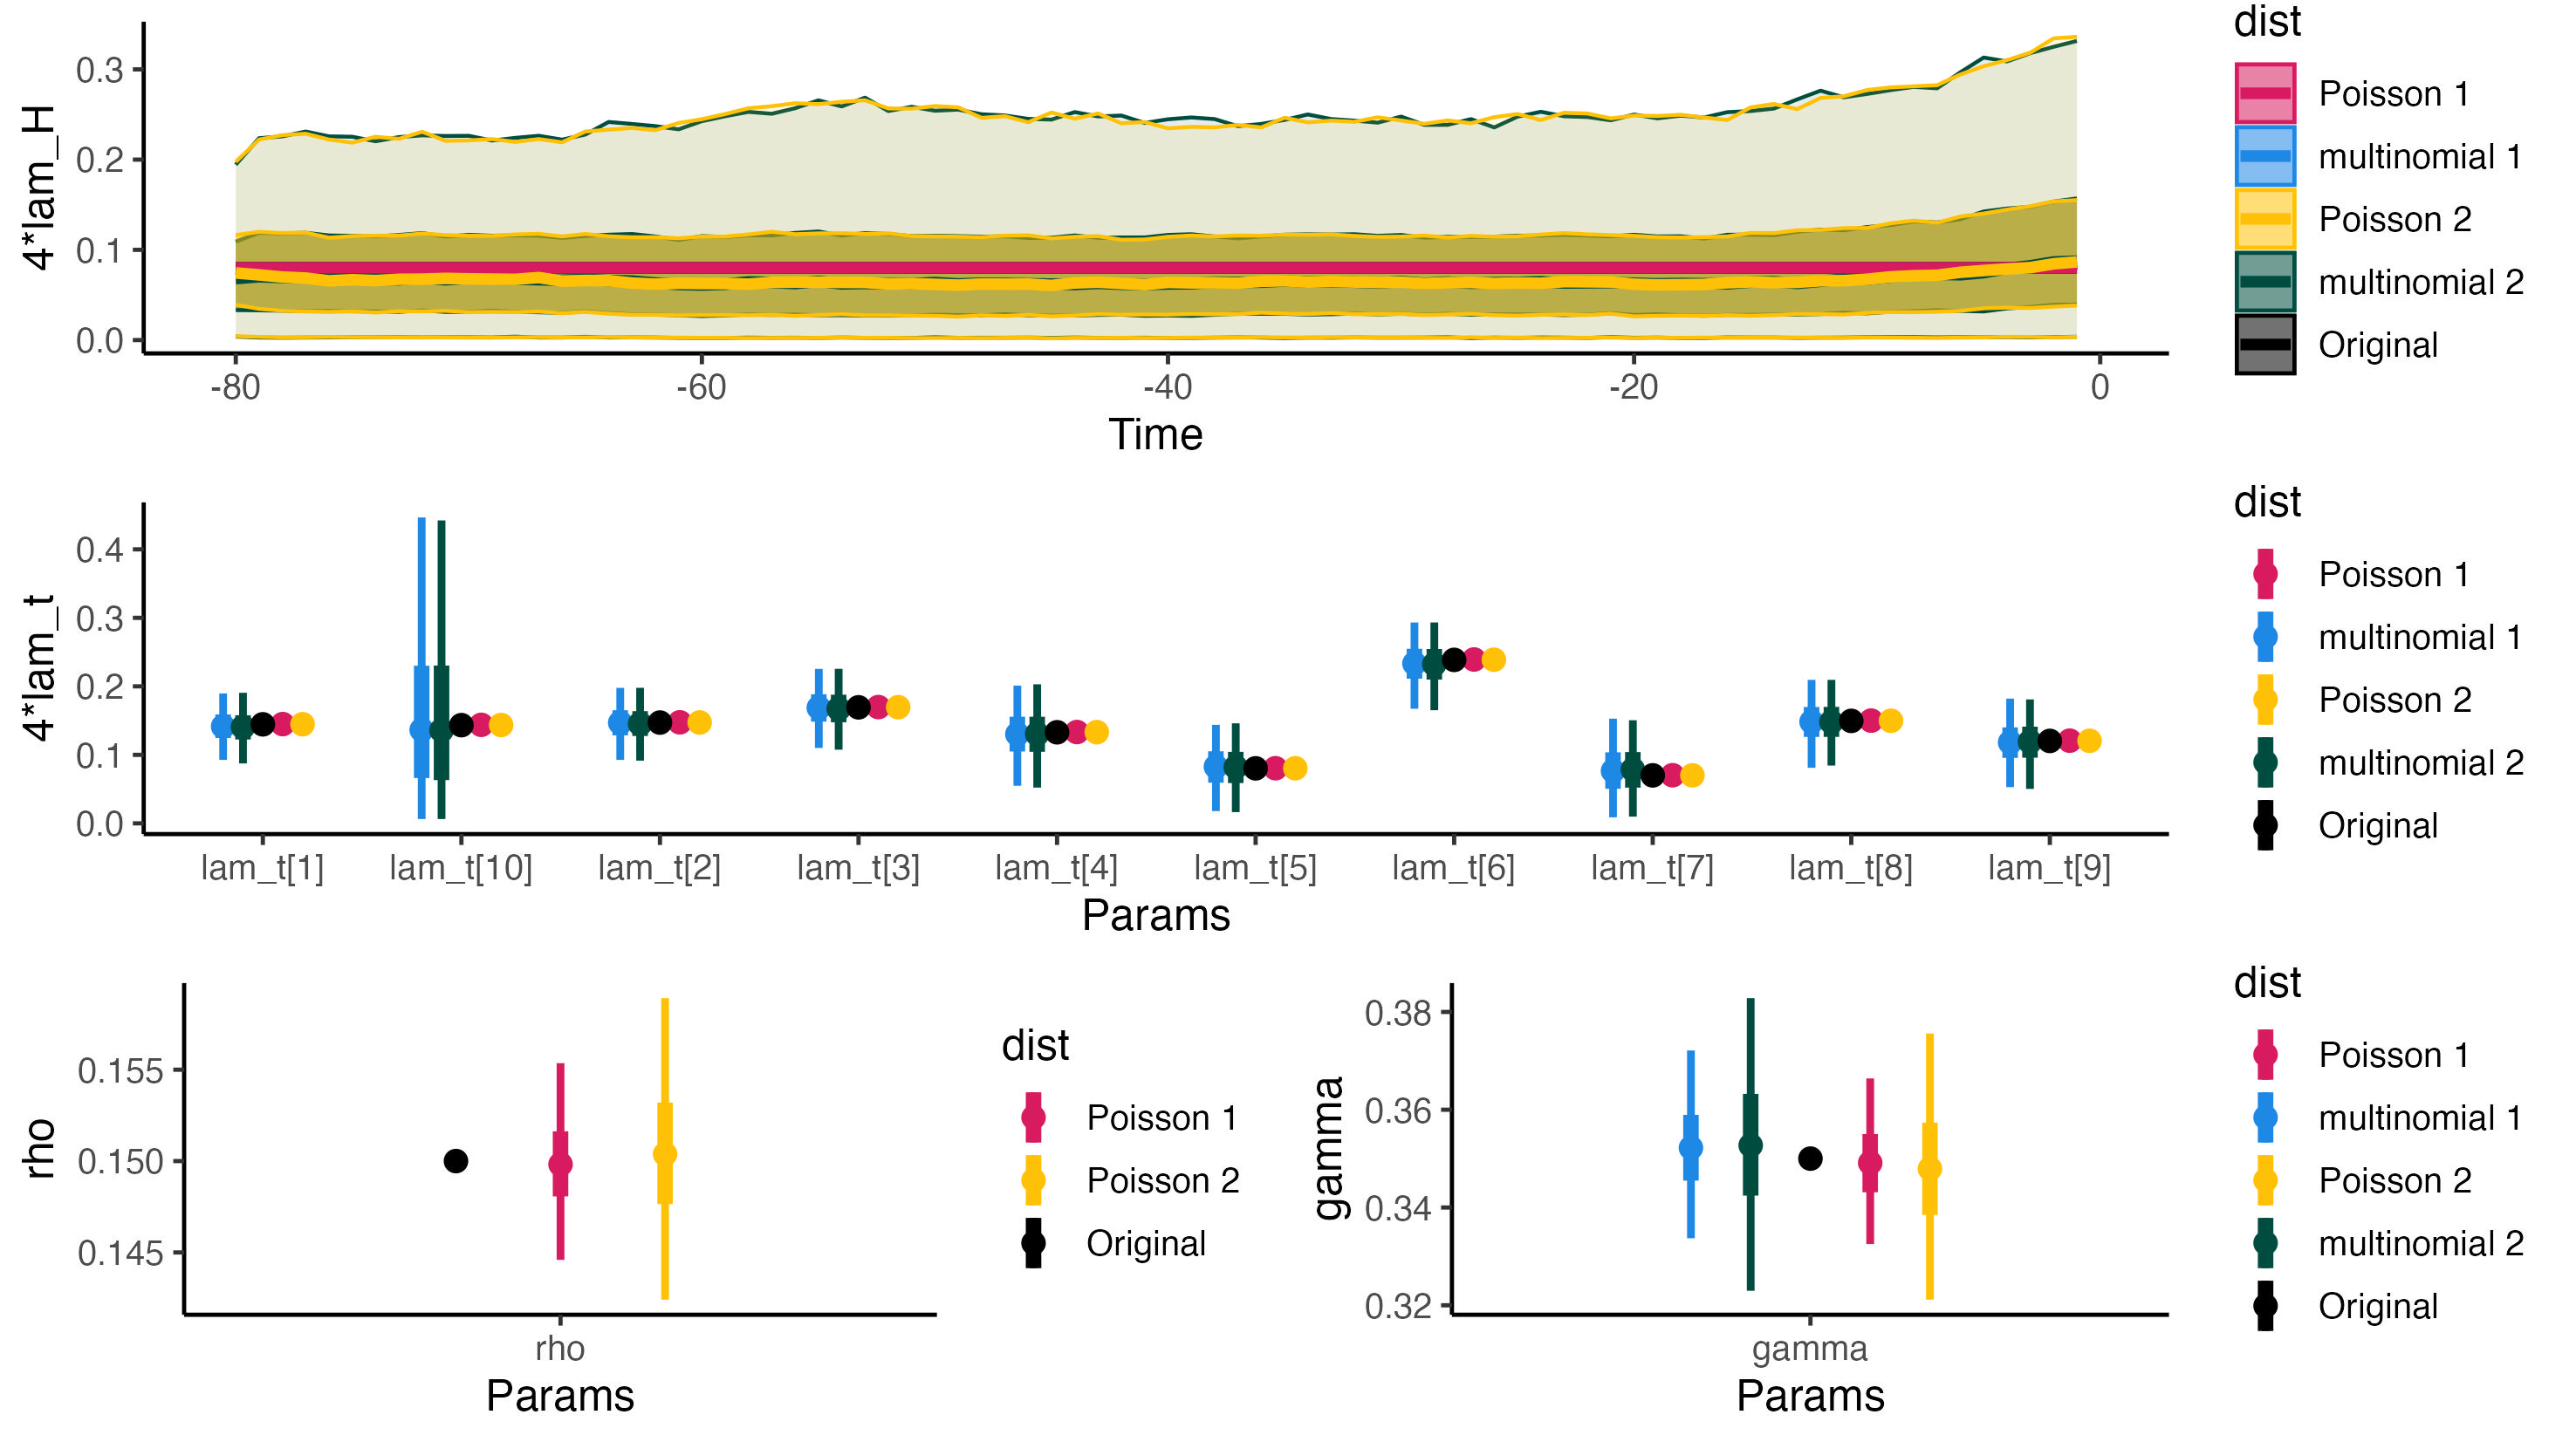 4*lam_H
0.3
0.2
0.1
0.0
-80
-60
-40
-20
0
Time
dist
Poisson 1
multinomial 1
Poisson 2
multinomial 2
Original
4*lam_t
0.4
0.3
0.2
0.1
0.0
lam_t[1]
lam_t[10]
lam_t[2]
lam_t[3]
lam_t[4]
lam_t[5]
lam_t[6]
lam_t[7]
lam_t[8]
lam_t[9]
Params
dist
Poisson 1
multinomial 1
Poisson 2
multinomial 2
Original
rho
0.155
0.150
0.145
rho
Params
dist
Poisson 1
Poisson 2
Original
gamma
0.38
0.36
0.34
0.32
gamma
Params
dist
Poisson 1
multinomial 1
Poisson 2
multinomial 2
Original